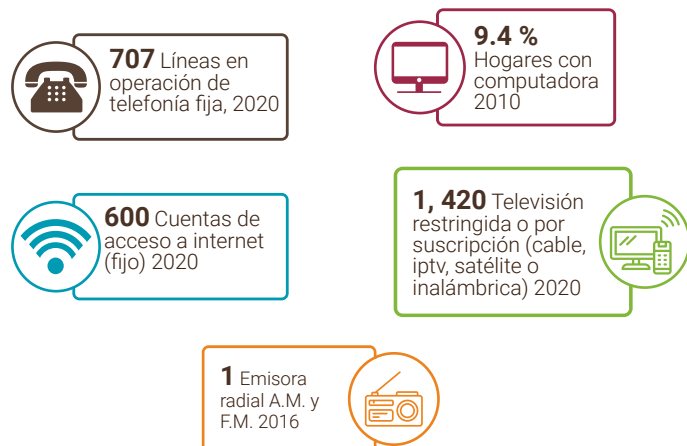 707 Líneas en
operación de
telefonía fija, 2020
9.4 %
Hogares con
computadora
2010
600 Cuentas de
acceso a internet
(fijo) 2020
1, 420 Televisión
restringida o por
suscripción (cable,
iptv, satélite o
inalámbrica) 2020
1 Emisora
radial A.M. y
F.M. 2016